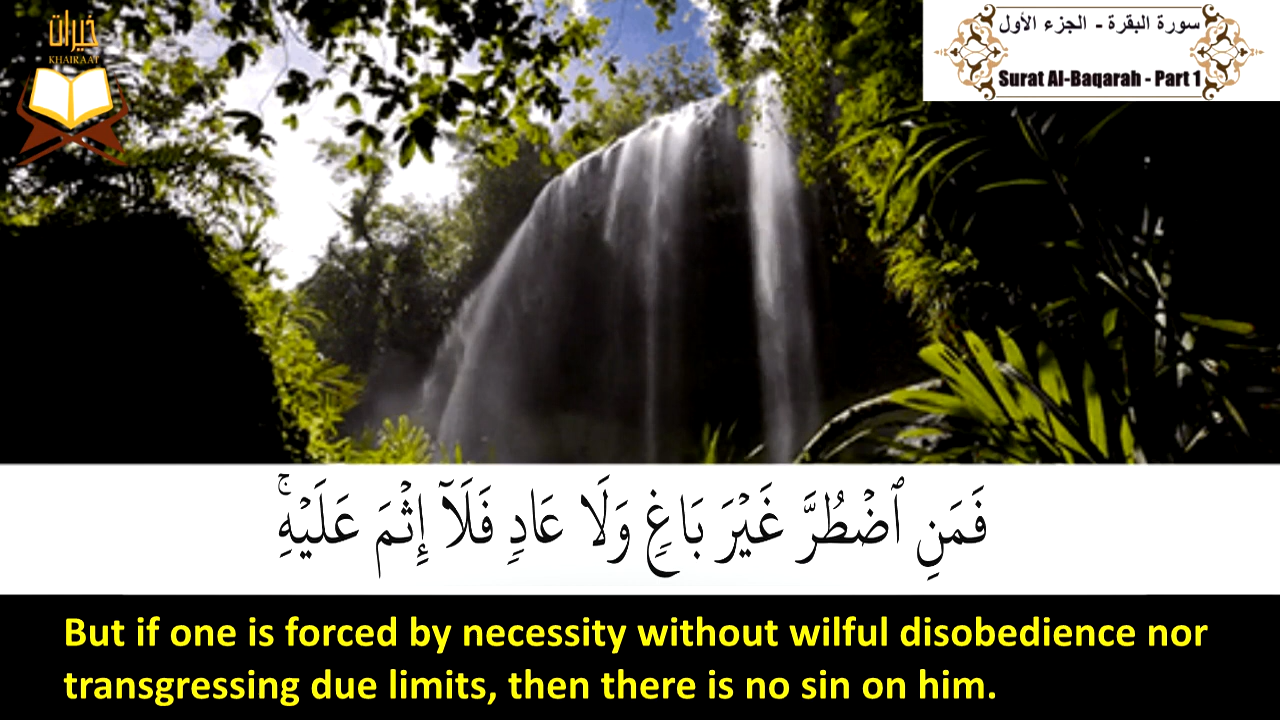 خيرات
KHAIRAAT
سورة البقرة - الجزء الأول
Surat Al-Baqarah - Part 1
فَمَنِ ٱضْطُرَّ غَيْرَ بَاغٍ وَلَا عَادٍ فَلَآ إِثْمَ عَلَيْهِ ۚ
But if one is forced by necessity without wilful disobedience nor
transgressing due limits, then there is no sin on him.